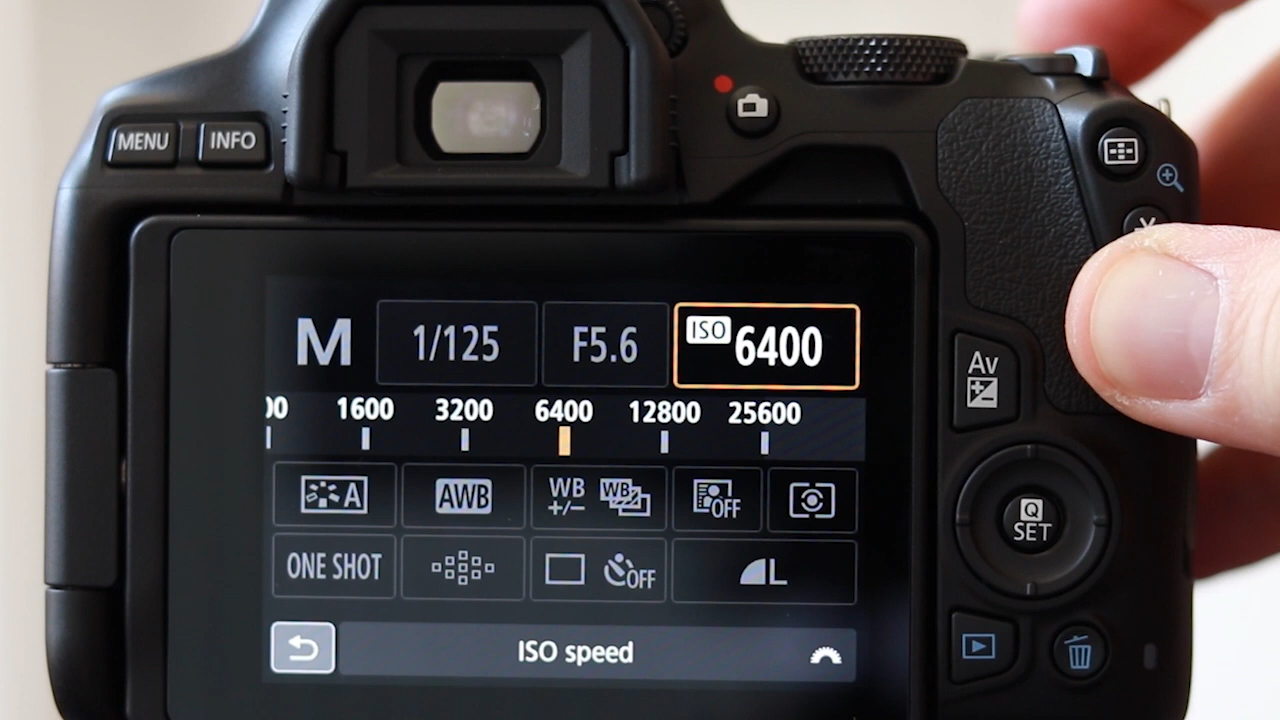 MENU INFO
M 1/125 F5.6 ISO 6400
00 1600 3200 6400 12800 25600
A AWB WB +/− WB OFF
ONE SHOT OFF L
ISO speed
Av
Q
SET